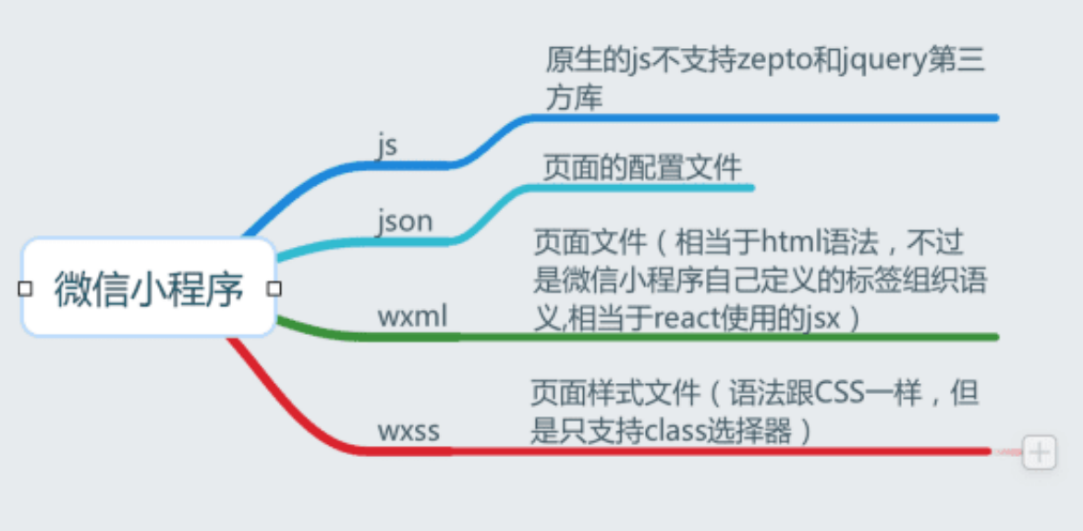 原生的js不支持zepto和jquery第三
方库
js
页面的配置文件
json
页面文件（相当于html语法，不过
是微信小程序自己定义的标签组织语
义,相当于react使用的jsx）
微信小程序
wxml
页面样式文件（语法跟CSS一样，但
是只支持class选择器）
wxss